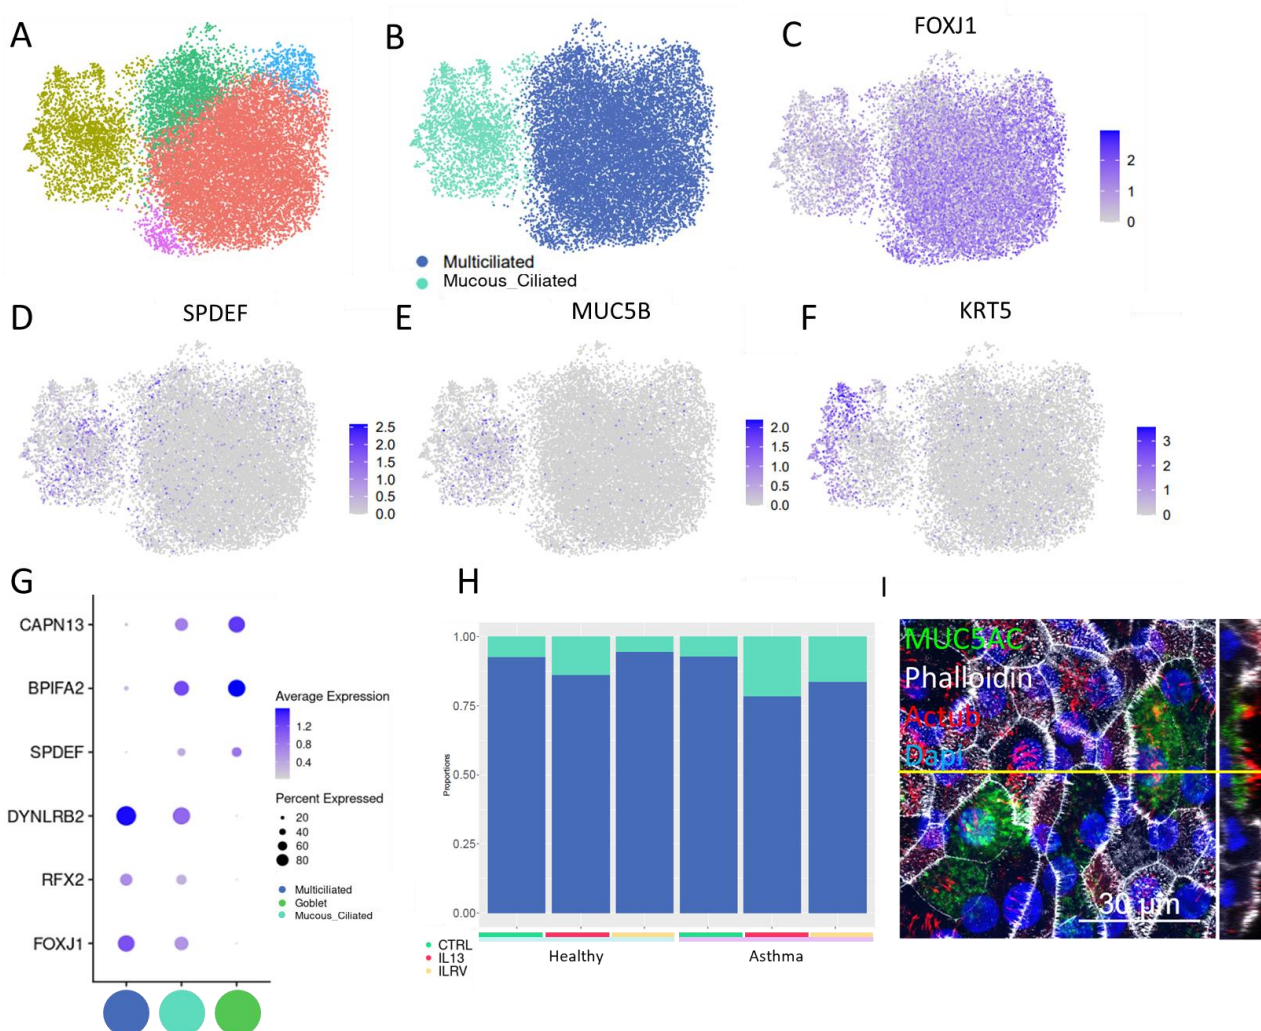 A
B
Multiciliated
Mucous_Ciliated
C
FOXJ1
2
1
0
D
SPDEF
2.5
2.0
1.5
1.0
0.5
0.0
E
MUC5B
2.0
1.5
1.0
0.5
0.0
F
KRT5
3
2
1
0
G
CAPN13
BPIFA2
SPDEF
DYNLRB2
RFX2
FOXJ1
Average Expression
1.2
0.8
0.4
Percent Expressed
20
40
60
80
Multiciliated
Goblet
Mucous_Ciliated
H
Proportions
1.00
0.75
0.50
0.25
0.00
CTRL
IL13
ILRV
Healthy
Asthma
I
MUC5AC
Phalloidin
Actub
Dapi
30 μm